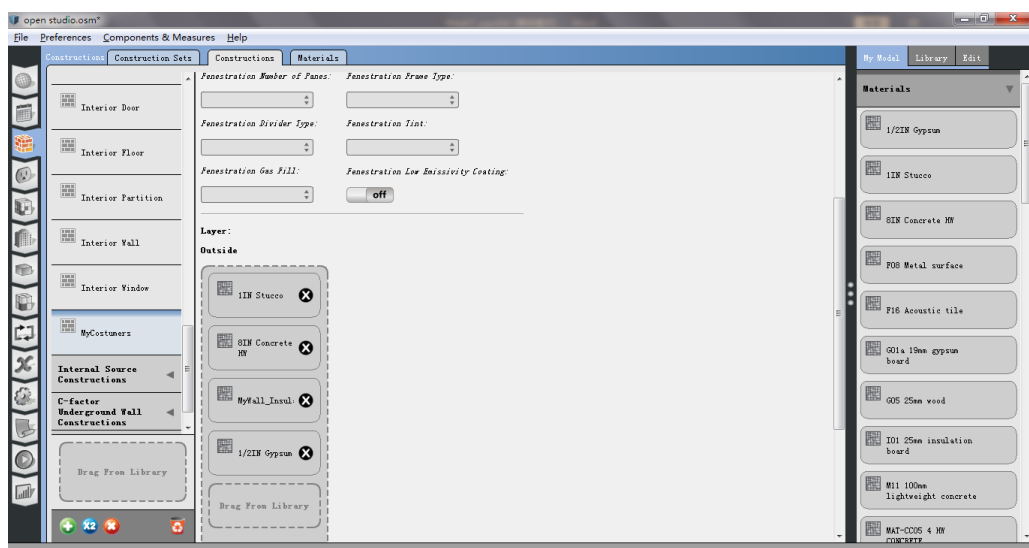 open studio.osm*
File Preferences Components & Measures Help
Constructions Construction Sets Constructions Materials
My Model Library Edit
Interior Door
Interior Floor
Interior Partition
Interior Wall
Interior Window
MyCostumers
Internal Source
Constructions
C-factor
Underground Wall
Constructions
Drag From Library
X2
Fenestration Number of Panes:
Fenestration Frame Type:
Fenestration Divider Type:
Fenestration Tint:
Fenestration Gas Fill:
Fenestration Low Emissivity Coating:
off
Layer:
Outside
1IN Stucco
8IN Concrete
HW
MyWall_Insul
1/2IN Gypsum
Drag From Library
Materials
1/2IN Gypsum
1IN Stucco
8IN Concrete HW
F08 Metal surface
F16 Acoustic tile
G01a 19mm gypsum
board
G05 25mm wood
I01 25mm insulation
board
M11 100mm
lightweight concrete
MAT-CC05 4 HW
CONCRETE